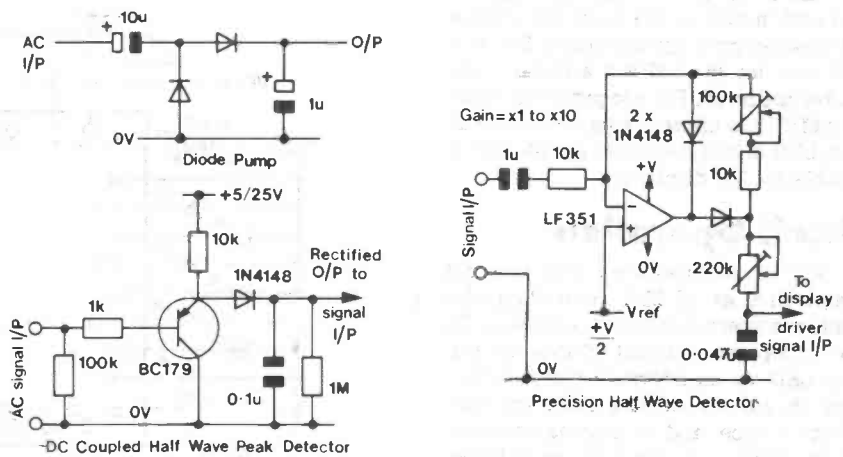 AC
I/P
+
10u
O/P
+
1u
0V
Diode Pump
+5/25V
10k
1N4148
Rectified
O/P to
signal
I/P
1k
AC signal I/P
100k
BC179
0·1u
1M
0V
DC Coupled Half Wave Peak Detector
Gain=x1 to x10
2 x
1N4148
100k
1u
10k
+V
10k
Signal I/P
LF351
-
+
0V
220k
To
display
driver
signal I/P
Vref
+V
2
0·047u
0V
Precision Half Wave Detector